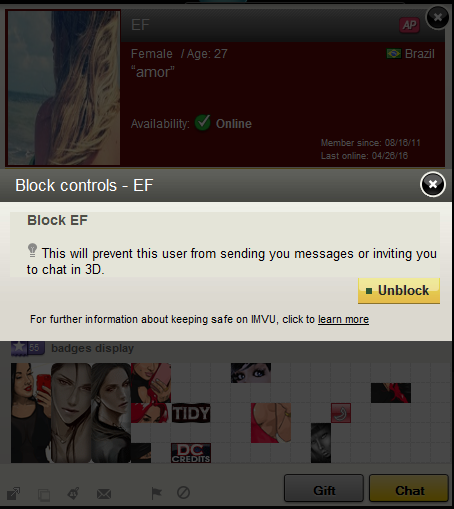 EF
AP
Female / Age: 27
Brazil
“amor”
Availability: Online
Member since: 08/16/11
Last online: 04/26/16
Block controls - EF
Block EF
This will prevent this user from sending you messages or inviting you
to chat in 3D.
Unblock
For further information about keeping safe on IMVU, click to learn more
55 badges display
TIDY
DC
CREDITS
Gift
Chat